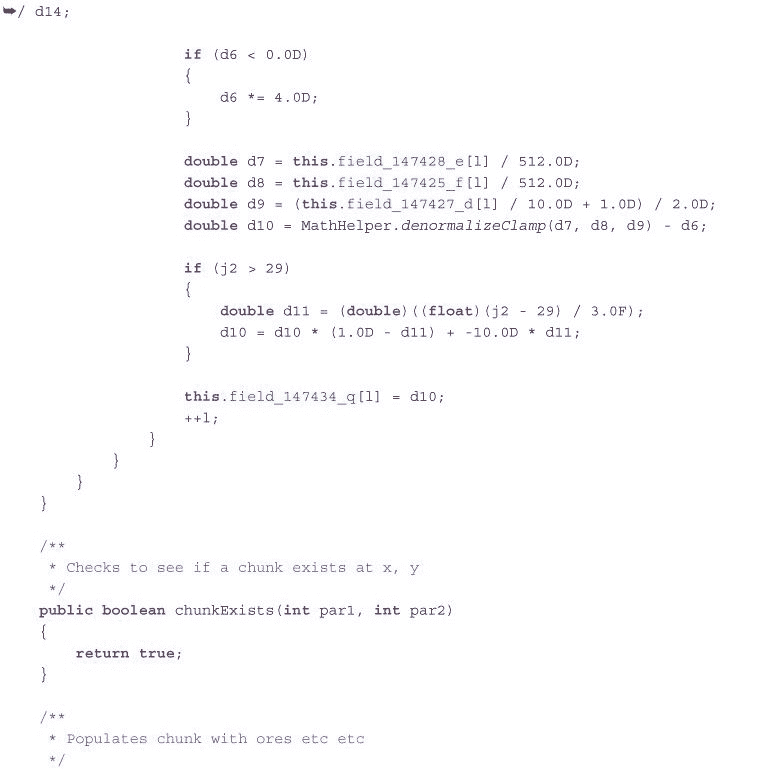 ➥/ d14;

                    if (d6 < 0.0D)
                    {
                        d6 *= 4.0D;
                    }

                    double d7 = this.field_147428_e[l] / 512.0D;
                    double d8 = this.field_147425_f[l] / 512.0D;
                    double d9 = (this.field_147427_d[l] / 10.0D + 1.0D) / 2.0D;
                    double d10 = MathHelper.denormalizeClamp(d7, d8, d9) - d6;

                    if (j2 > 29)
                    {
                        double d11 = (double)((float)(j2 - 29) / 3.0F);
                        d10 = d10 * (1.0D - d11) + -10.0D * d11;
                    }

                    this.field_147434_q[l] = d10;
                    ++l;
                }
            }
        }
    }

    /**
     * Checks to see if a chunk exists at x, y
     */
    public boolean chunkExists(int par1, int par2)
    {
        return true;
    }

    /**
     * Populates chunk with ores etc etc
     */